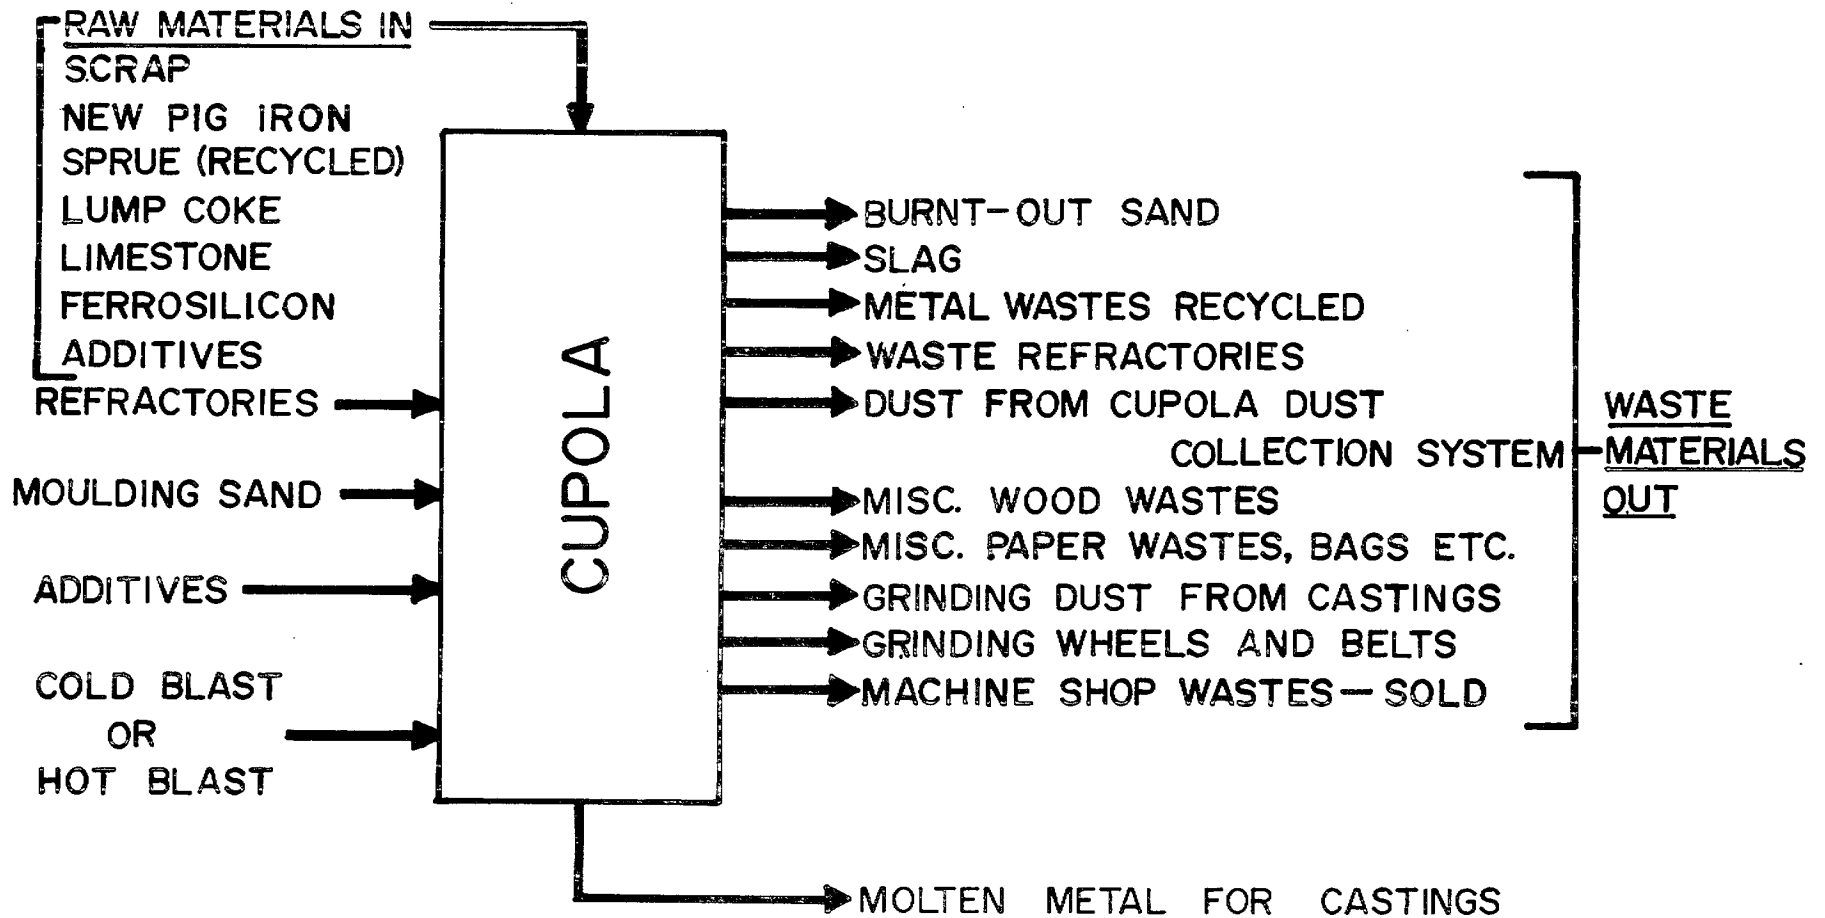 RAW MATERIALS IN
SCRAP
NEW PIG IRON
SPRUE (RECYCLED)
LUMP COKE
LIMESTONE
FERROSILICON
ADDITIVES
REFRACTORIES
MOULDING SAND
ADDITIVES
COLD BLAST
OR
HOT BLAST
CUPOLA
BURNT-OUT SAND
SLAG
METAL WASTES RECYCLED
WASTE REFRACTORIES
DUST FROM CUPOLA DUST
COLLECTION SYSTEM
MISC. WOOD WASTES
MISC. PAPER WASTES, BAGS ETC.
GRINDING DUST FROM CASTINGS
GRINDING WHEELS AND BELTS
MACHINE SHOP WASTES — SOLD
WASTE
MATERIALS
OUT
MOLTEN METAL FOR CASTINGS